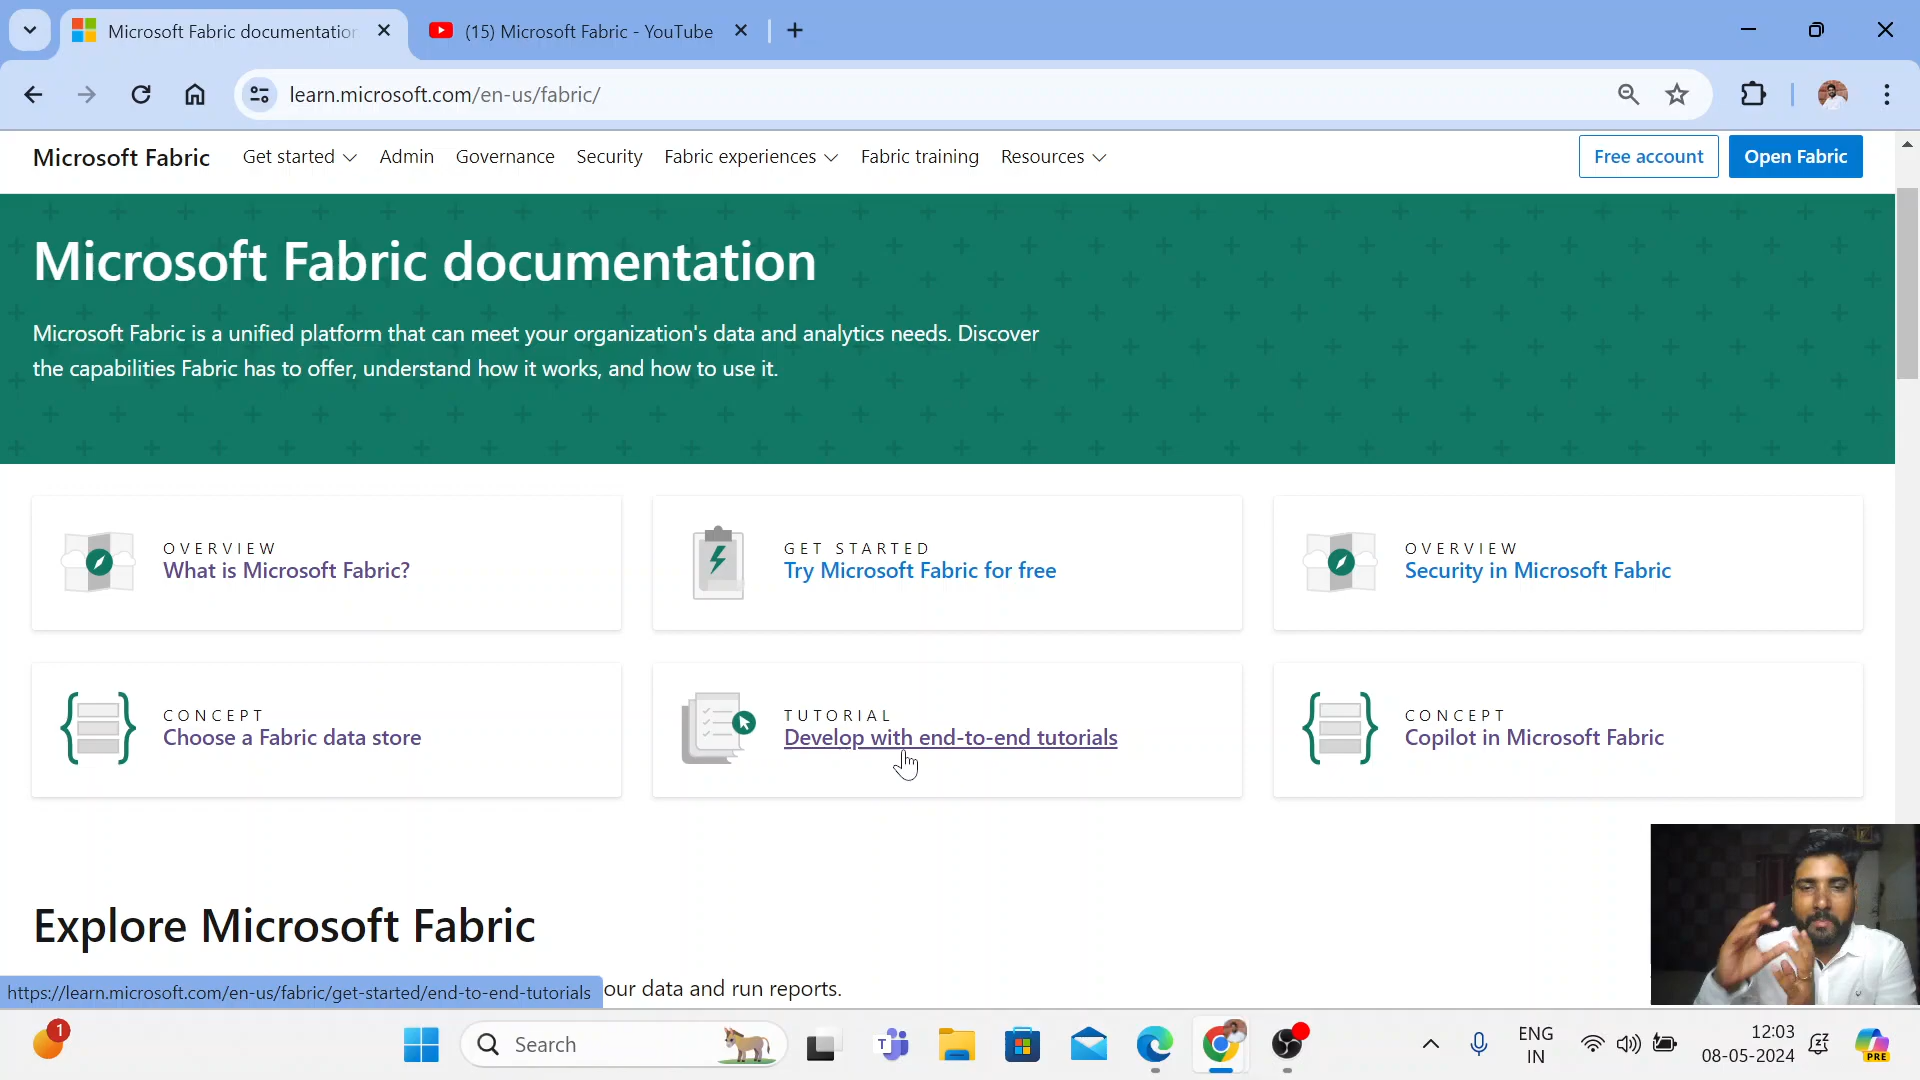 Microsoft Fabric documentation
(15) Microsoft Fabric - YouTube
learn.microsoft.com/en-us/fabric/
Microsoft Fabric
Get started
Admin
Governance
Security
Fabric experiences
Fabric training
Resources
Free account
Open Fabric
Microsoft Fabric documentation
Microsoft Fabric is a unified platform that can meet your organization's data and analytics needs. Discover
the capabilities Fabric has to offer, understand how it works, and how to use it.
OVERVIEW
What is Microsoft Fabric?
GET STARTED
Try Microsoft Fabric for free
OVERVIEW
Security in Microsoft Fabric
CONCEPT
Choose a Fabric data store
TUTORIAL
Develop with end-to-end tutorials
CONCEPT
Copilot in Microsoft Fabric
Explore Microsoft Fabric
https://learn.microsoft.com/en-us/fabric/get-started/end-to-end-tutorials
our data and run reports.
1
Search
T
ENG
IN
12:03
08-05-2024
PRE